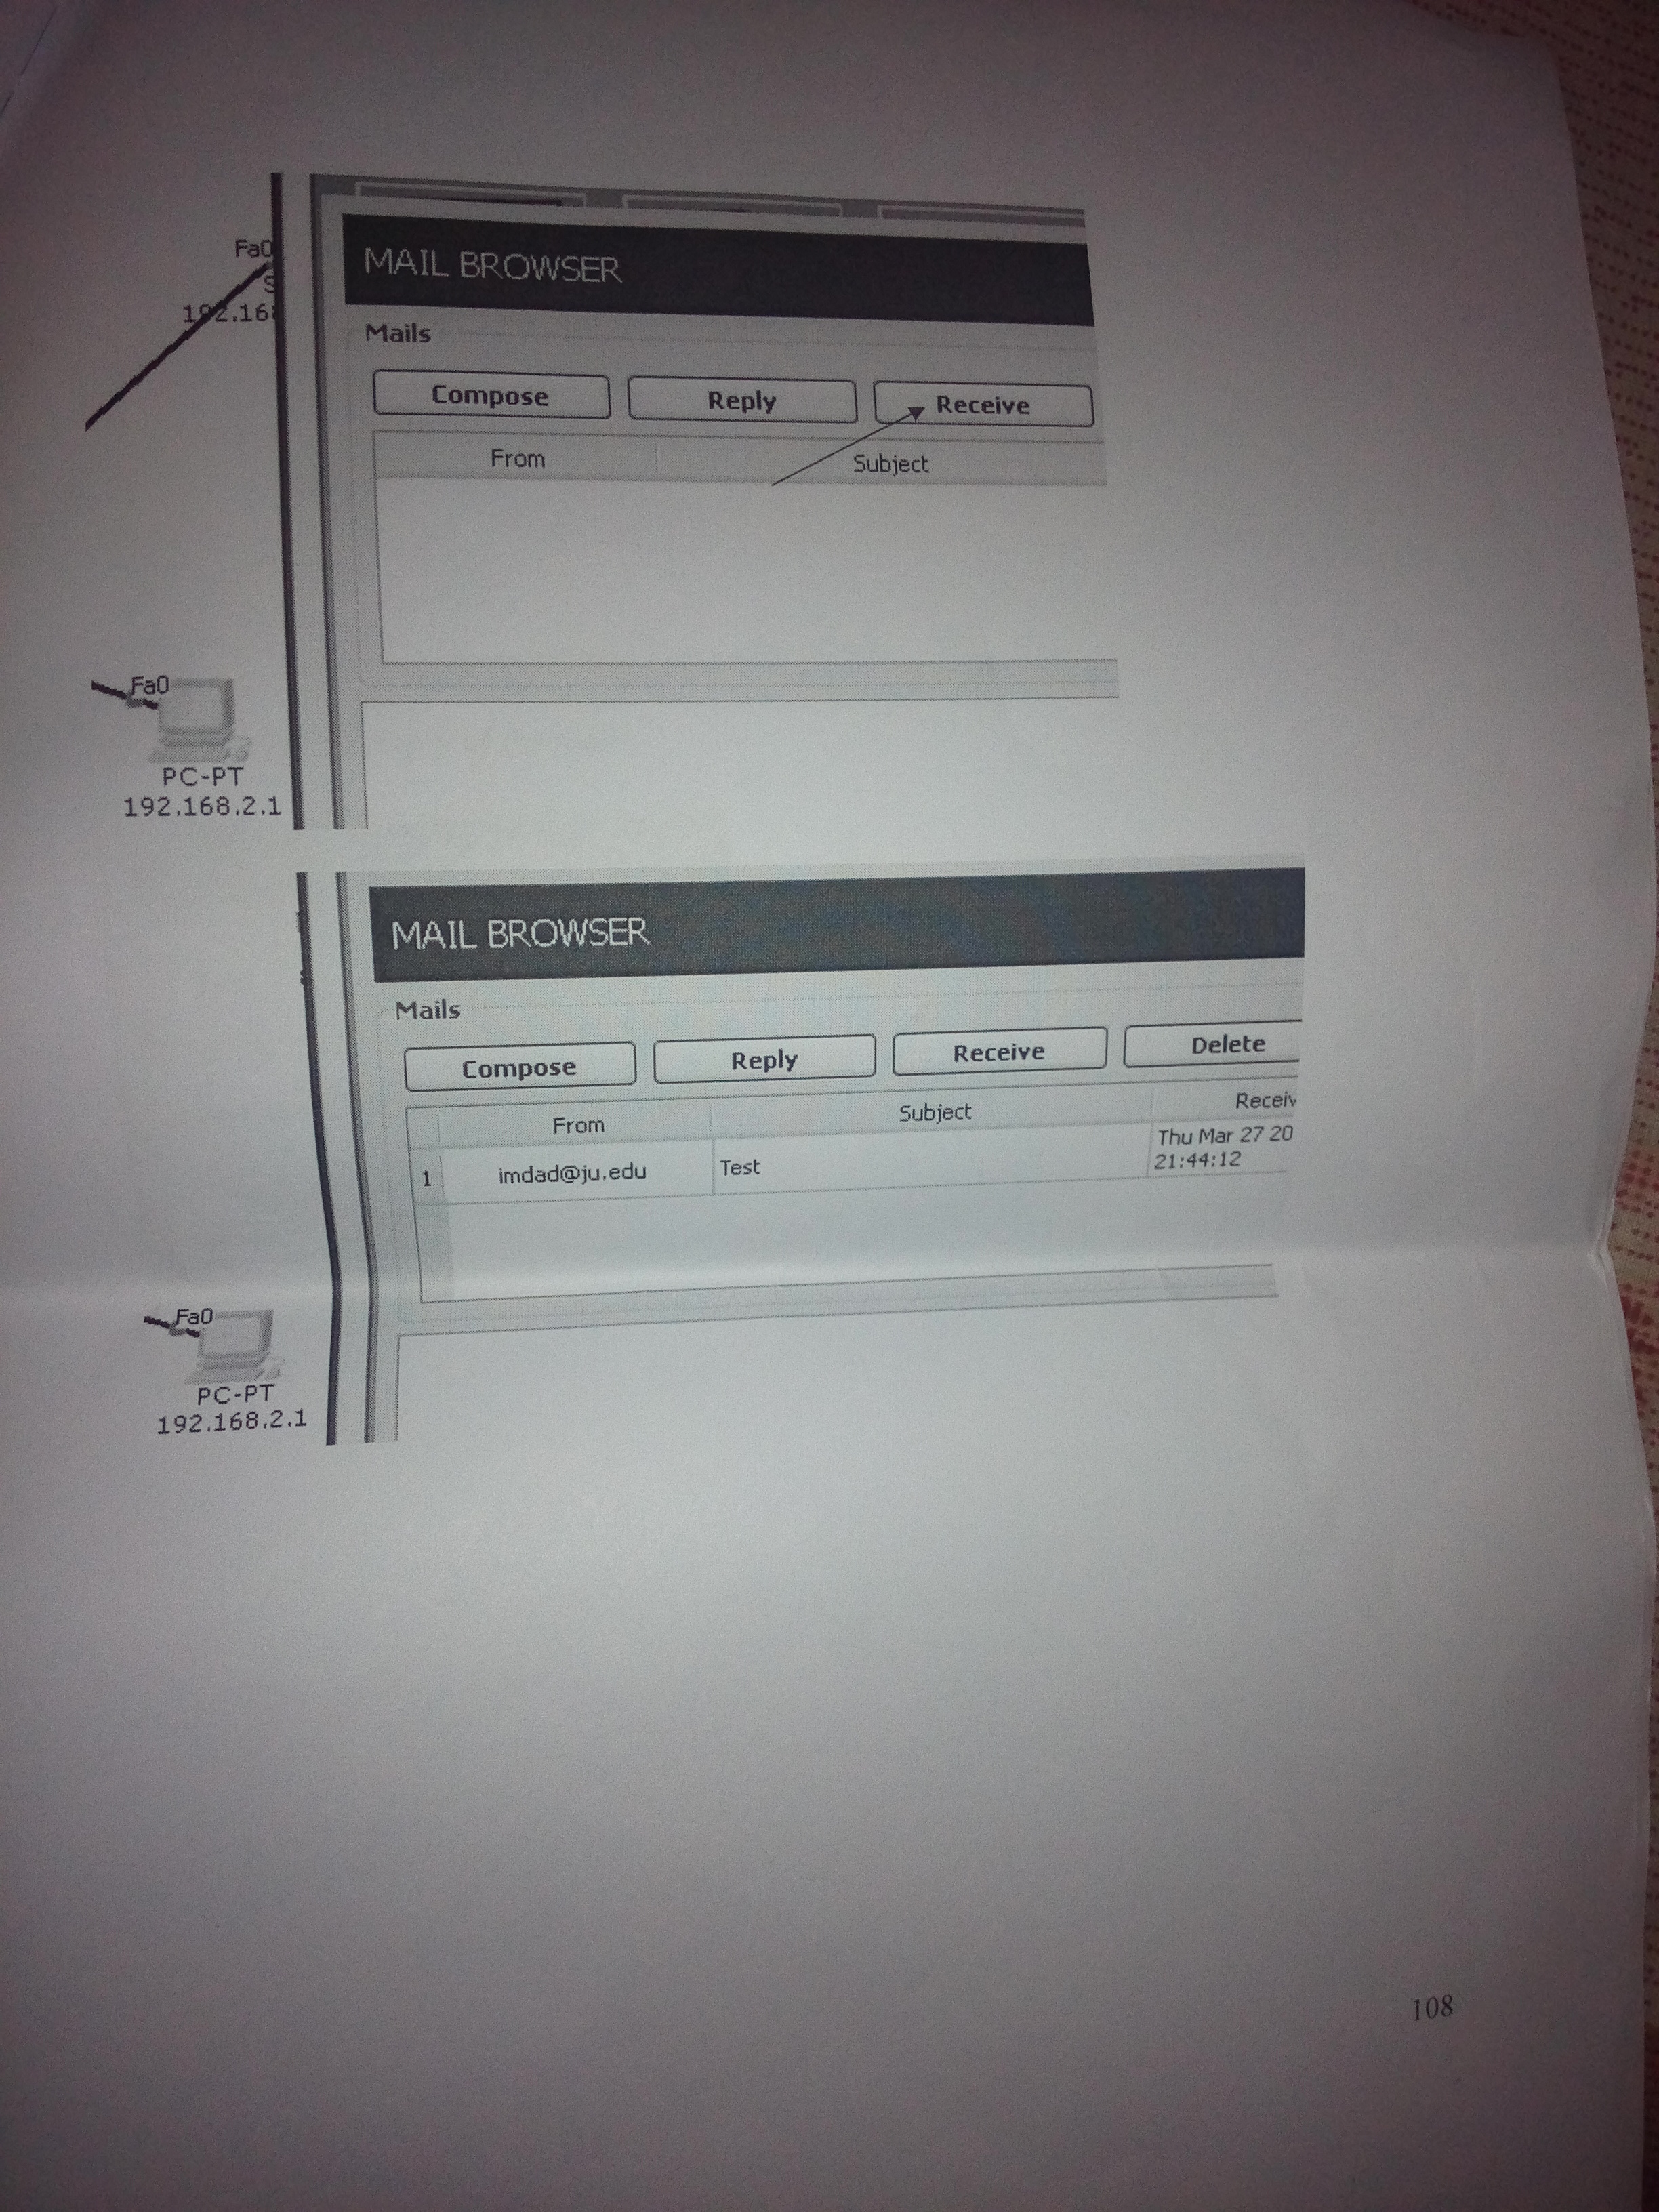 Fa0
S
192.168
MAIL BROWSER
Mails
Compose Reply Receive
From Subject
Fa0
PC-PT
192.168.2.1
MAIL BROWSER
Mails
Compose Reply Receive Delete
From Subject Receiv
1 imdad@ju.edu Test Thu Mar 27 20
21:44:12
Fa0
PC-PT
192.168.2.1
108